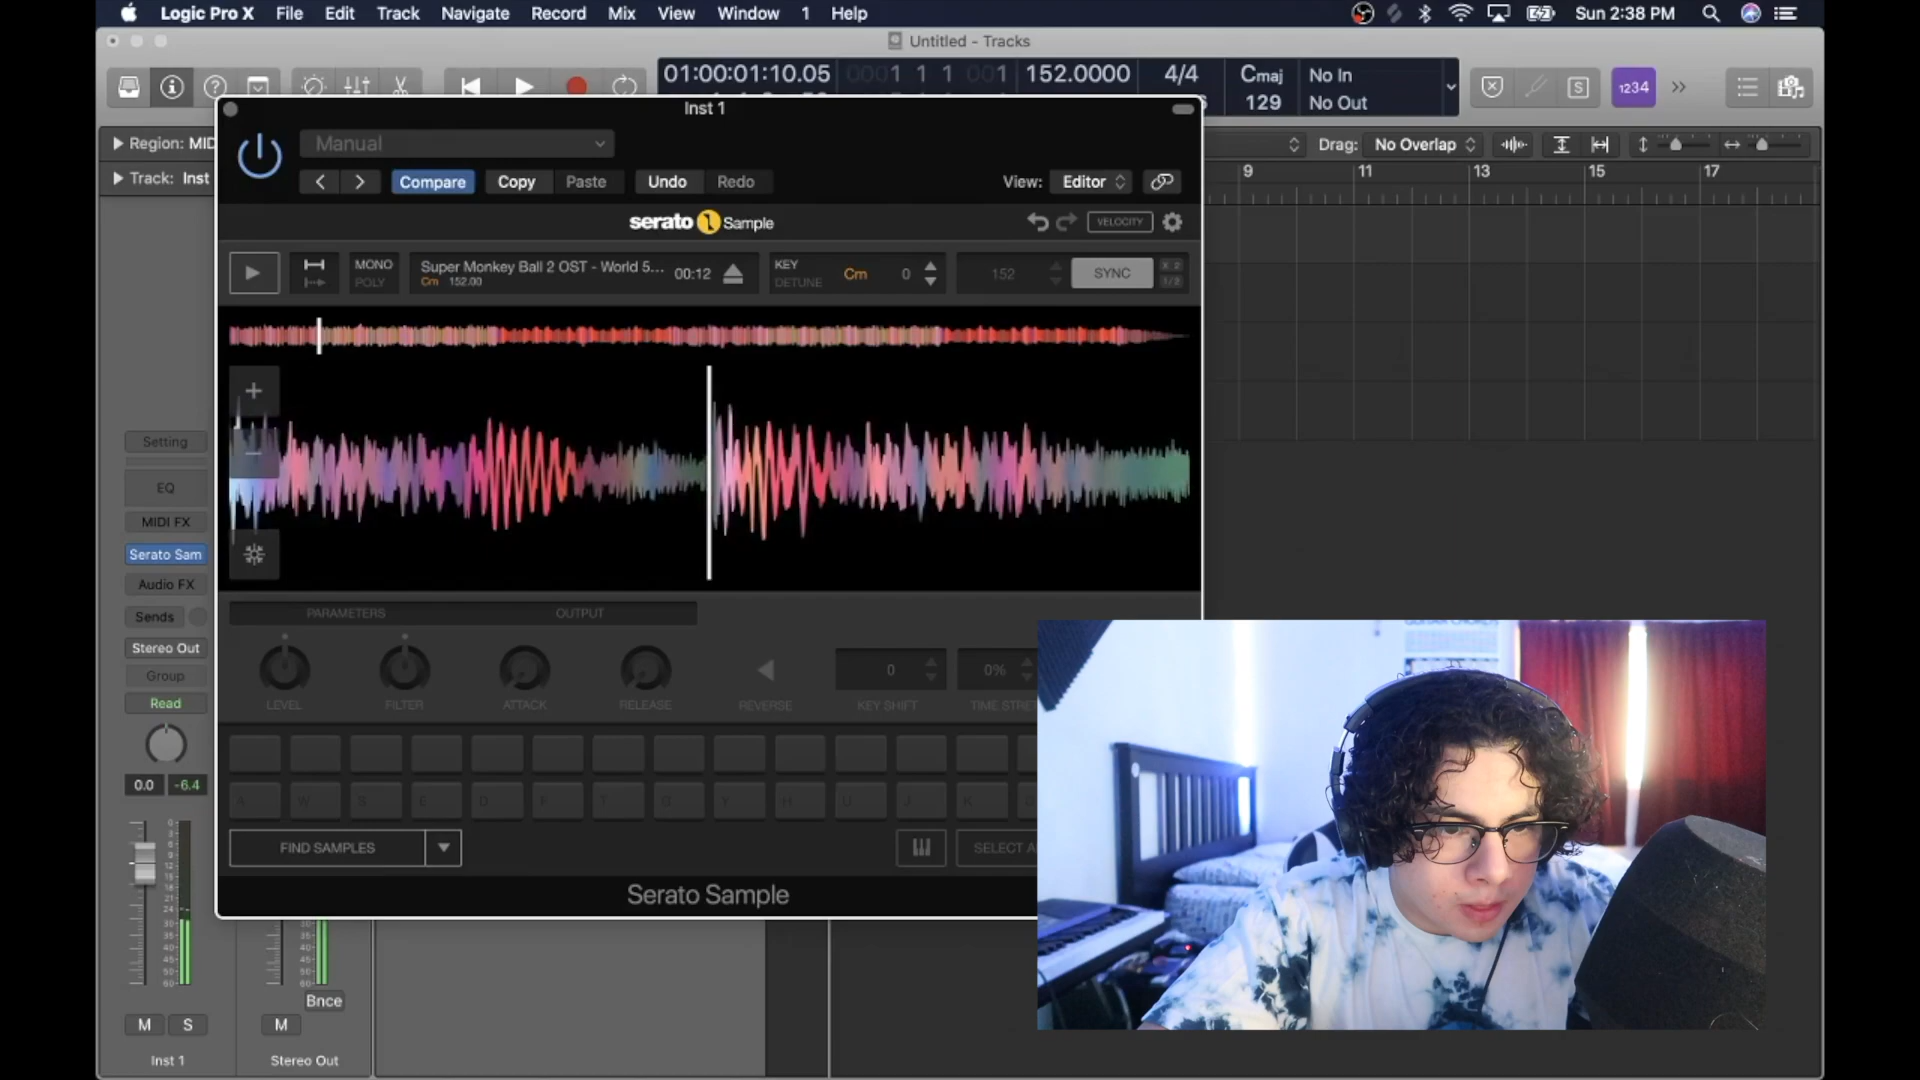 Logic Pro X File Edit Track Navigate Record Mix View Window 1 Help Sun 2:38 PM
Untitled - Tracks
01:00:01:10.05 0001 1 1 001 152.0000 4/4 Cmaj No In
129 No Out
1234
S
Inst 1
Region: MID
Manual
Drag: No Overlap
Track: Inst
Compare Copy Paste Undo Redo View: Editor
9 11 13 15 17
serato Sample VELOCITY
MONO
POLY
Super Monkey Ball 2 OST - World 5...
Cm 152.00
00:12
KEY
DETUNE
Cm 0
152 SYNC
X 2
1/2
Setting
EQ
MIDI FX
Serato Sam
Audio FX
Sends
Stereo Out
Group
Read
0.0 -6.4
PARAMETERS OUTPUT
0 0%
LEVEL FILTER ATTACK RELEASE REVERSE KEY SHIFT TIME STRE
A W S E D F T G Y H U J K
FIND SAMPLES SELECT A
Serato Sample
Bnce
M S M
Inst 1 Stereo Out